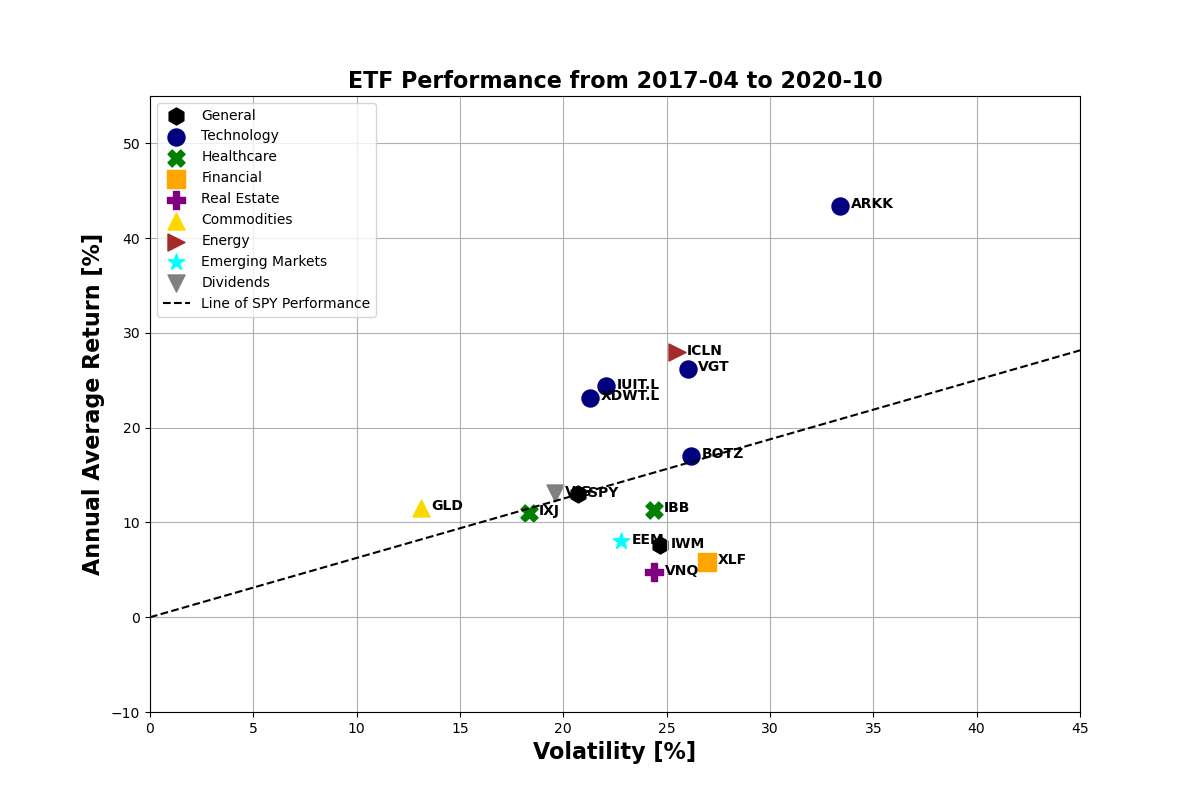 ETF Performance from 2017-04 to 2020-10
Annual Average Return [%]
50
40
30
20
10
0
−10
General
Technology
Healthcare
Financial
Real Estate
Commodities
Energy
Emerging Markets
Dividends
Line of SPY Performance
ARKK
ICLN
VGT
IUIT.L
XDWT.L
BOTZ
SPY
GLD
IXJ
IBB
EEM
IWM
XLF
VNQ
0 5 10 15 20 25 30 35 40 45
Volatility [%]